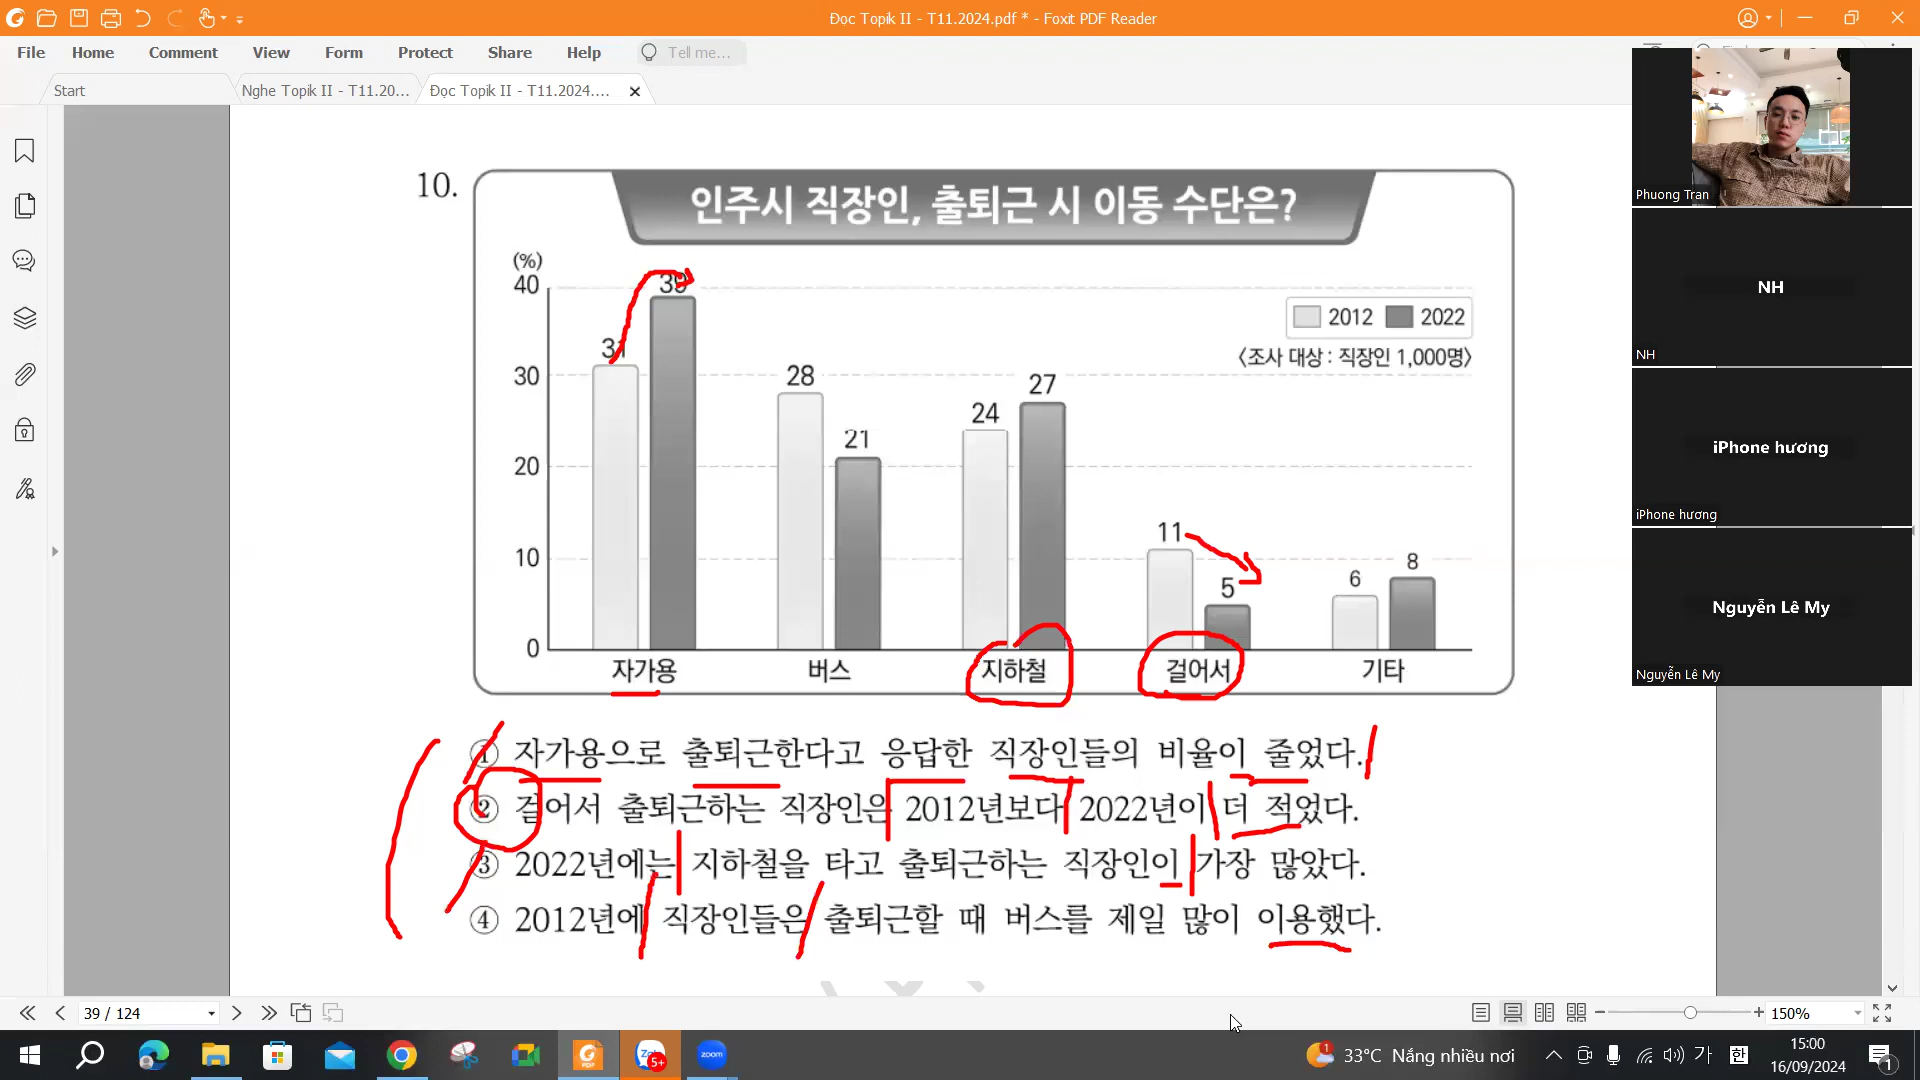 Đọc Topik II - T11.2024.pdf * - Foxit PDF Reader
File Home Comment View Form Protect Share Help Tell me...
Start
Nghe Topik II - T11.20...
Đọc Topik II - T11.2024....
10.
인주시 직장인, 출퇴근 시 이동 수단은?
(%)
40
30
20
10
0
2012 2022
〈조사 대상 : 직장인 1,000명〉
31 39
28 21
24 27
11 5
6 8
자가용 버스 지하철 걸어서 기타
① 자가용으로 출퇴근한다고 응답한 직장인들의 비율이 줄었다.
② 걸어서 출퇴근하는 직장인은 2012년보다 2022년이 더 적었다.
③ 2022년에는 지하철을 타고 출퇴근하는 직장인이 가장 많았다.
④ 2012년에 직장인들은 출퇴근할 때 버스를 제일 많이 이용했다.
Phuong Tran
NH
NH
iPhone hương
iPhone hương
Nguyễn Lê My
Nguyễn Lê My
39 / 124
150%
PDF
5+
zoom
1
33°C Nắng nhiều nơi
가
한
15:00
16/09/2024
1